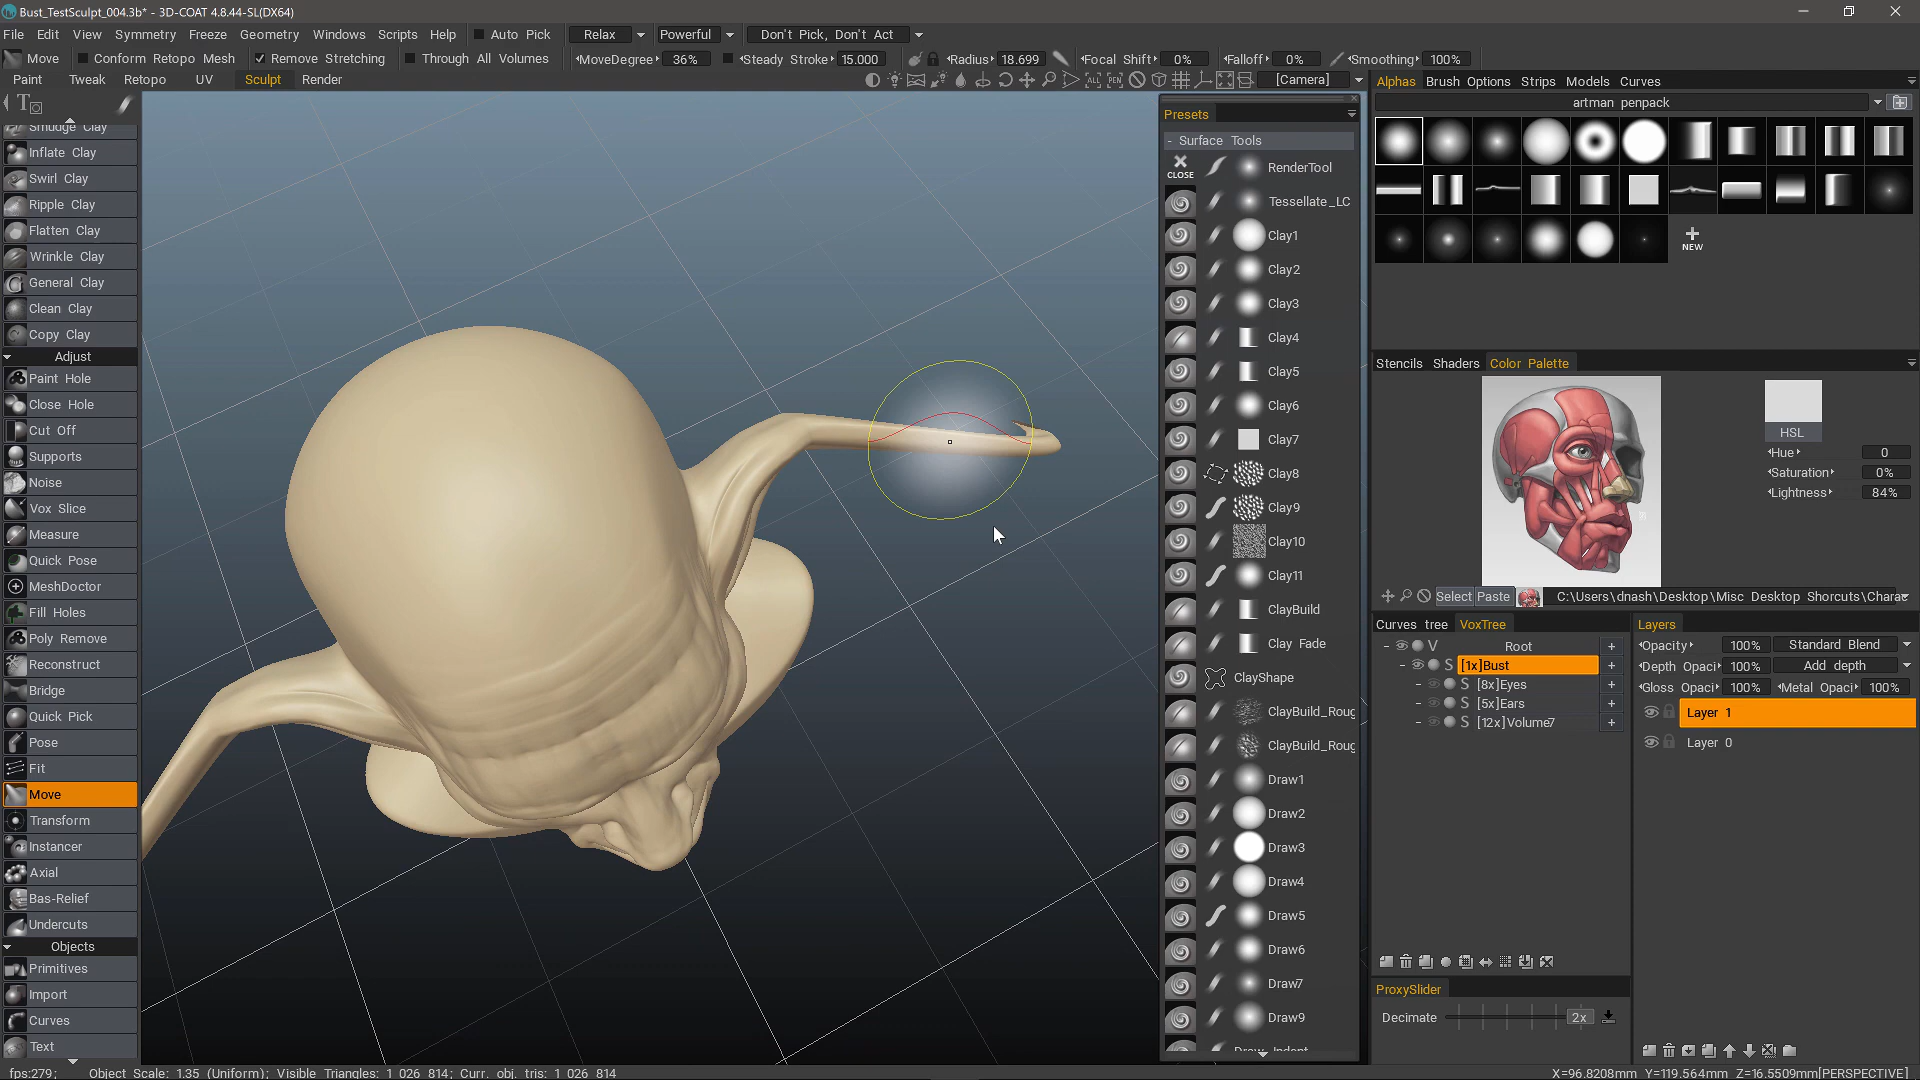 Bust_TestSculpt_004.3b* - 3D-COAT 4.8.44-SL(DX64)
File Edit View Symmetry Freeze Geometry Windows Scripts Help Auto Pick Relax Powerful Don't Pick, Don't Act
Move Conform Retopo Mesh Remove Stretching Through All Volumes MoveDegree 36% Steady Stroke 15.000 Radius 18.699 Focal Shift 0% Falloff 0% Smoothing 100%
Paint Tweak Retopo UV Sculpt Render [Camera]
Smudge Clay
Inflate Clay
Swirl Clay
Ripple Clay
Flatten Clay
Wrinkle Clay
General Clay
Clean Clay
Copy Clay
Adjust
Paint Hole
Close Hole
Cut Off
Supports
Noise
Vox Slice
Measure
Quick Pose
MeshDoctor
Fill Holes
Poly Remove
Reconstruct
Bridge
Quick Pick
Pose
Fit
Move
Transform
Instancer
Axial
Bas-Relief
Undercuts
Objects
Primitives
Import
Curves
Text
Presets
- Surface Tools
CLOSE RenderTool
Tessellate_LC
Clay1
Clay2
Clay3
Clay4
Clay5
Clay6
Clay7
Clay8
Clay9
Clay10
Clay11
ClayBuild
Clay Fade
ClayShape
ClayBuild_Roug
ClayBuild_Roug
Draw1
Draw2
Draw3
Draw4
Draw5
Draw6
Draw7
Draw9
Alphas Brush Options Strips Models Curves
artman penpack
NEW
Stencils Shaders Color Palette
HSL
Hue 0
Saturation 0%
Lightness 84%
Select Paste C:\Users\dnash\Desktop\Misc Desktop Shorcuts\Charac
Curves tree VoxTree
V Root +
S [1x]Bust +
S [8x]Eyes +
S [5x]Ears +
S [12x]Volume7 +
ProxySlider
Decimate 2x
Layers
Opacity 100% Standard Blend
Depth Opaci 100% Add depth
Gloss Opaci 100% Metal Opaci 100%
Layer 1
Layer 0
fps:279; Object Scale: 1.35 (Uniform); Visible Triangles: 1 026 814; Curr. obj. tris: 1 026 814
X=96.8208mm Y=119.564mm Z=16.5509mm[PERSPECTIVE]